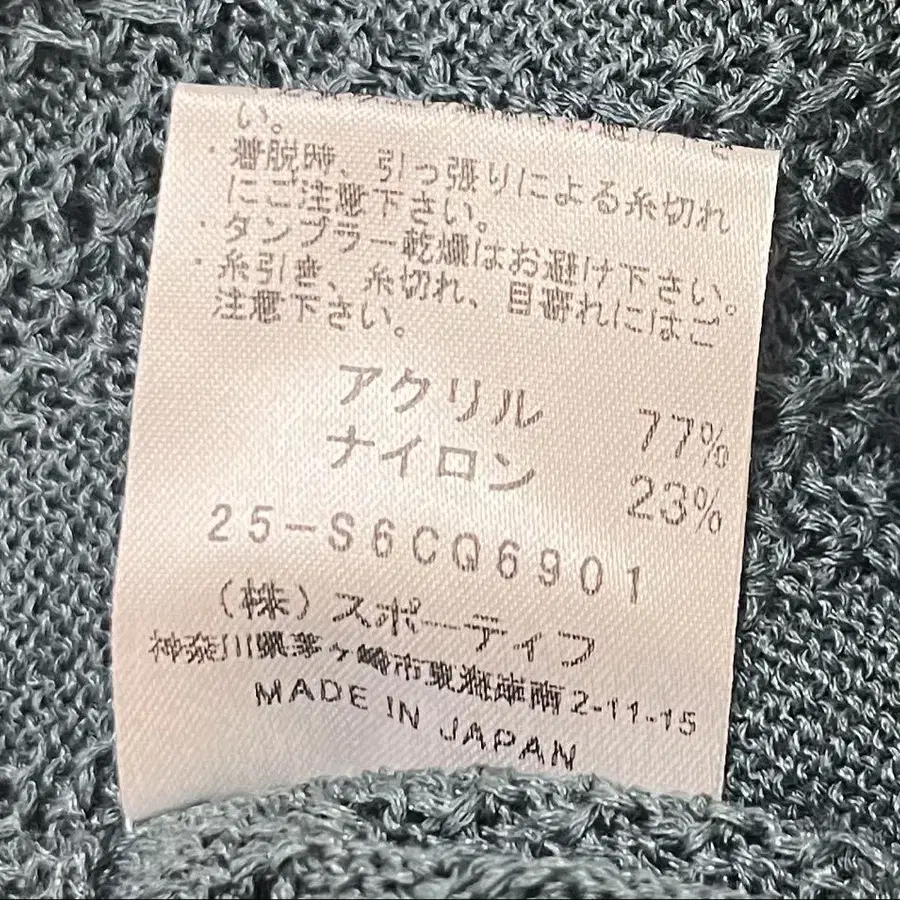 い。
・着脱時、引っ張りによる糸切れ
にご注意下さい。
・タンブラー乾燥はお避け下さい。
・糸引き、糸切れ、目寄れにはご
注意下さい。
アクリル 77%
ナイロン 23%
25-S6CQ6901
(株)スポーティフ
神奈川県茅ヶ崎市東海岸南2-11-15
MADE IN JAPAN